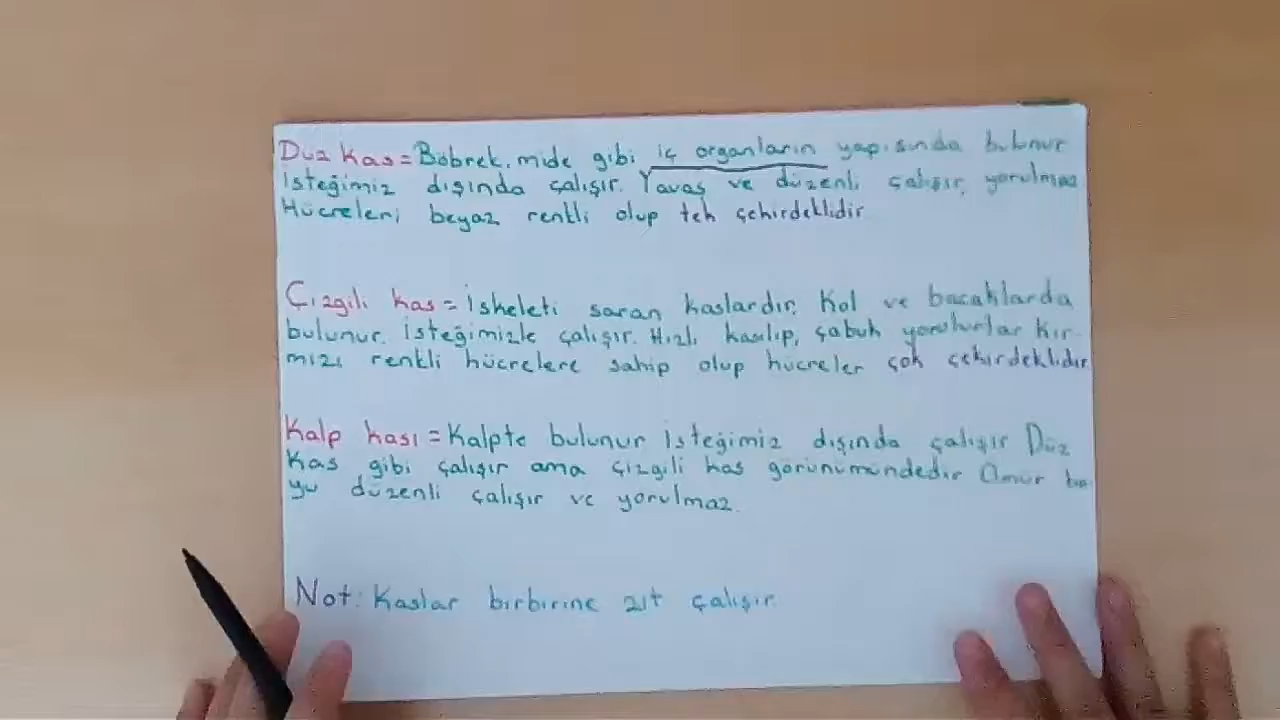 Düz Kas = Böbrek, mide gibi iç organların yapısında bulunur
İsteğimiz dışında çalışır. Yavaş ve düzenli çalışır, yorulmaz
Hücreleri beyaz renkli olup tek çekirdeklidir.
Çizgili kas = İskeleti saran kaslardır. Kol ve bacaklarda
bulunur. İsteğimizle çalışır. Hızlı kasılıp, çabuk yorulurlar Kır-
mızı renkli hücrelere sahip olup hücreler çok çekirdeklidir
Kalp kası = Kalpte bulunur İsteğimiz dışında çalışır Düz
kas gibi çalışır ama çizgili kas görünümündedir Ömür bo-
yu düzenli çalışır ve yorulmaz.
Not: Kaslar birbirine zıt çalışır.